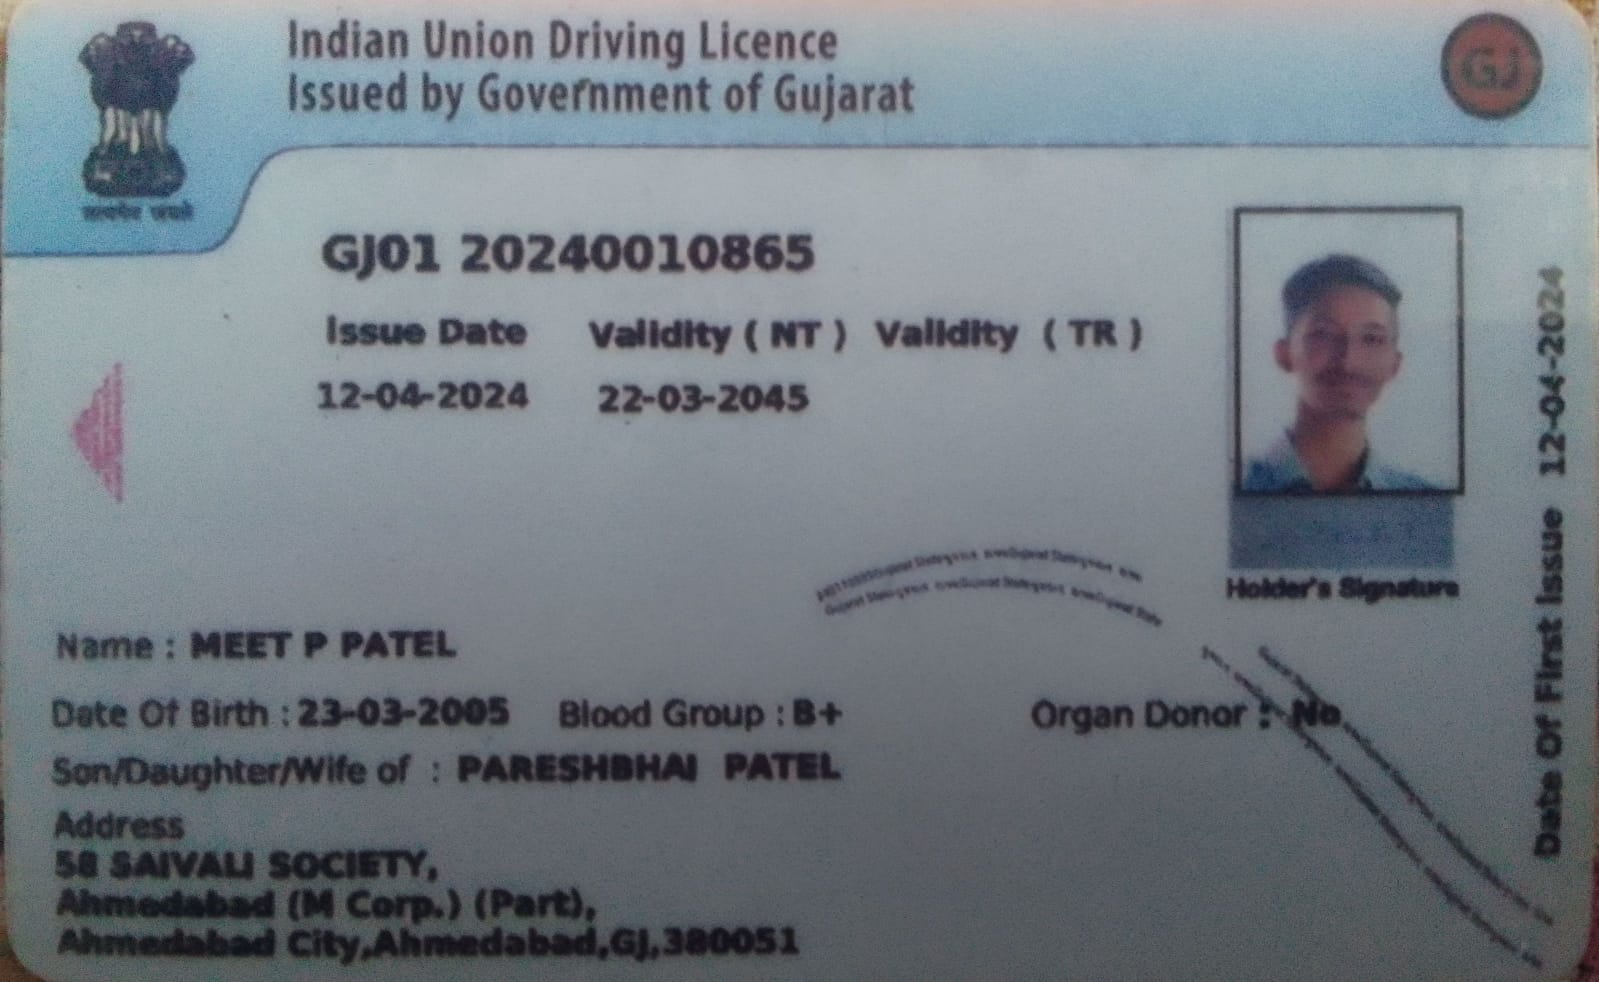 Indian Union Driving Licence
Issued by Government of Gujarat
GJ
सत्यमेव जयते
GJ01 20240010865
Issue Date Validity ( NT ) Validity ( TR )
12-04-2024 22-03-2045
Holder's Signature
Date Of First Issue 12-04-2024
Name : MEET P PATEL
Date Of Birth : 23-03-2005 Blood Group : B+ Organ Donor : No
Son/Daughter/Wife of : PARESHBHAI PATEL
Address
58 SAIVALI SOCIETY,
Ahmedabad (M Corp.) (Part),
Ahmedabad City,Ahmedabad,GJ,380051